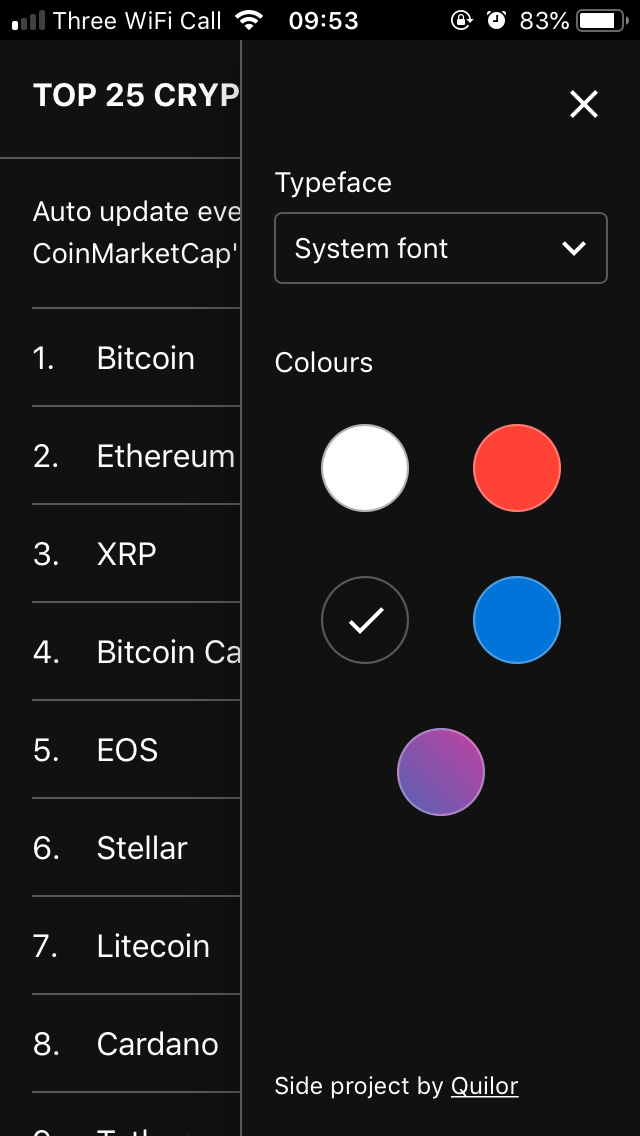 Three WiFi Call 09:53 83%
TOP 25 CRYP
Auto update eve
CoinMarketCap'
1. Bitcoin
2. Ethereum
3. XRP
4. Bitcoin Ca
5. EOS
6. Stellar
7. Litecoin
8. Cardano
Typeface
System font
Colours
Side project by Quilor